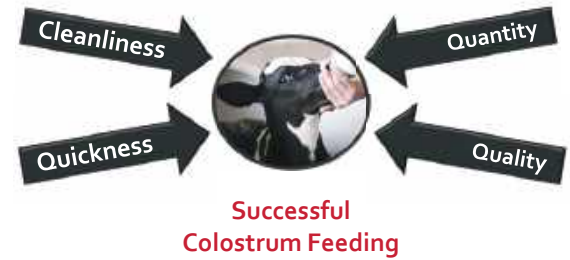 Cleanliness
Quantity
Quickness
Quality
Successful
Colostrum Feeding